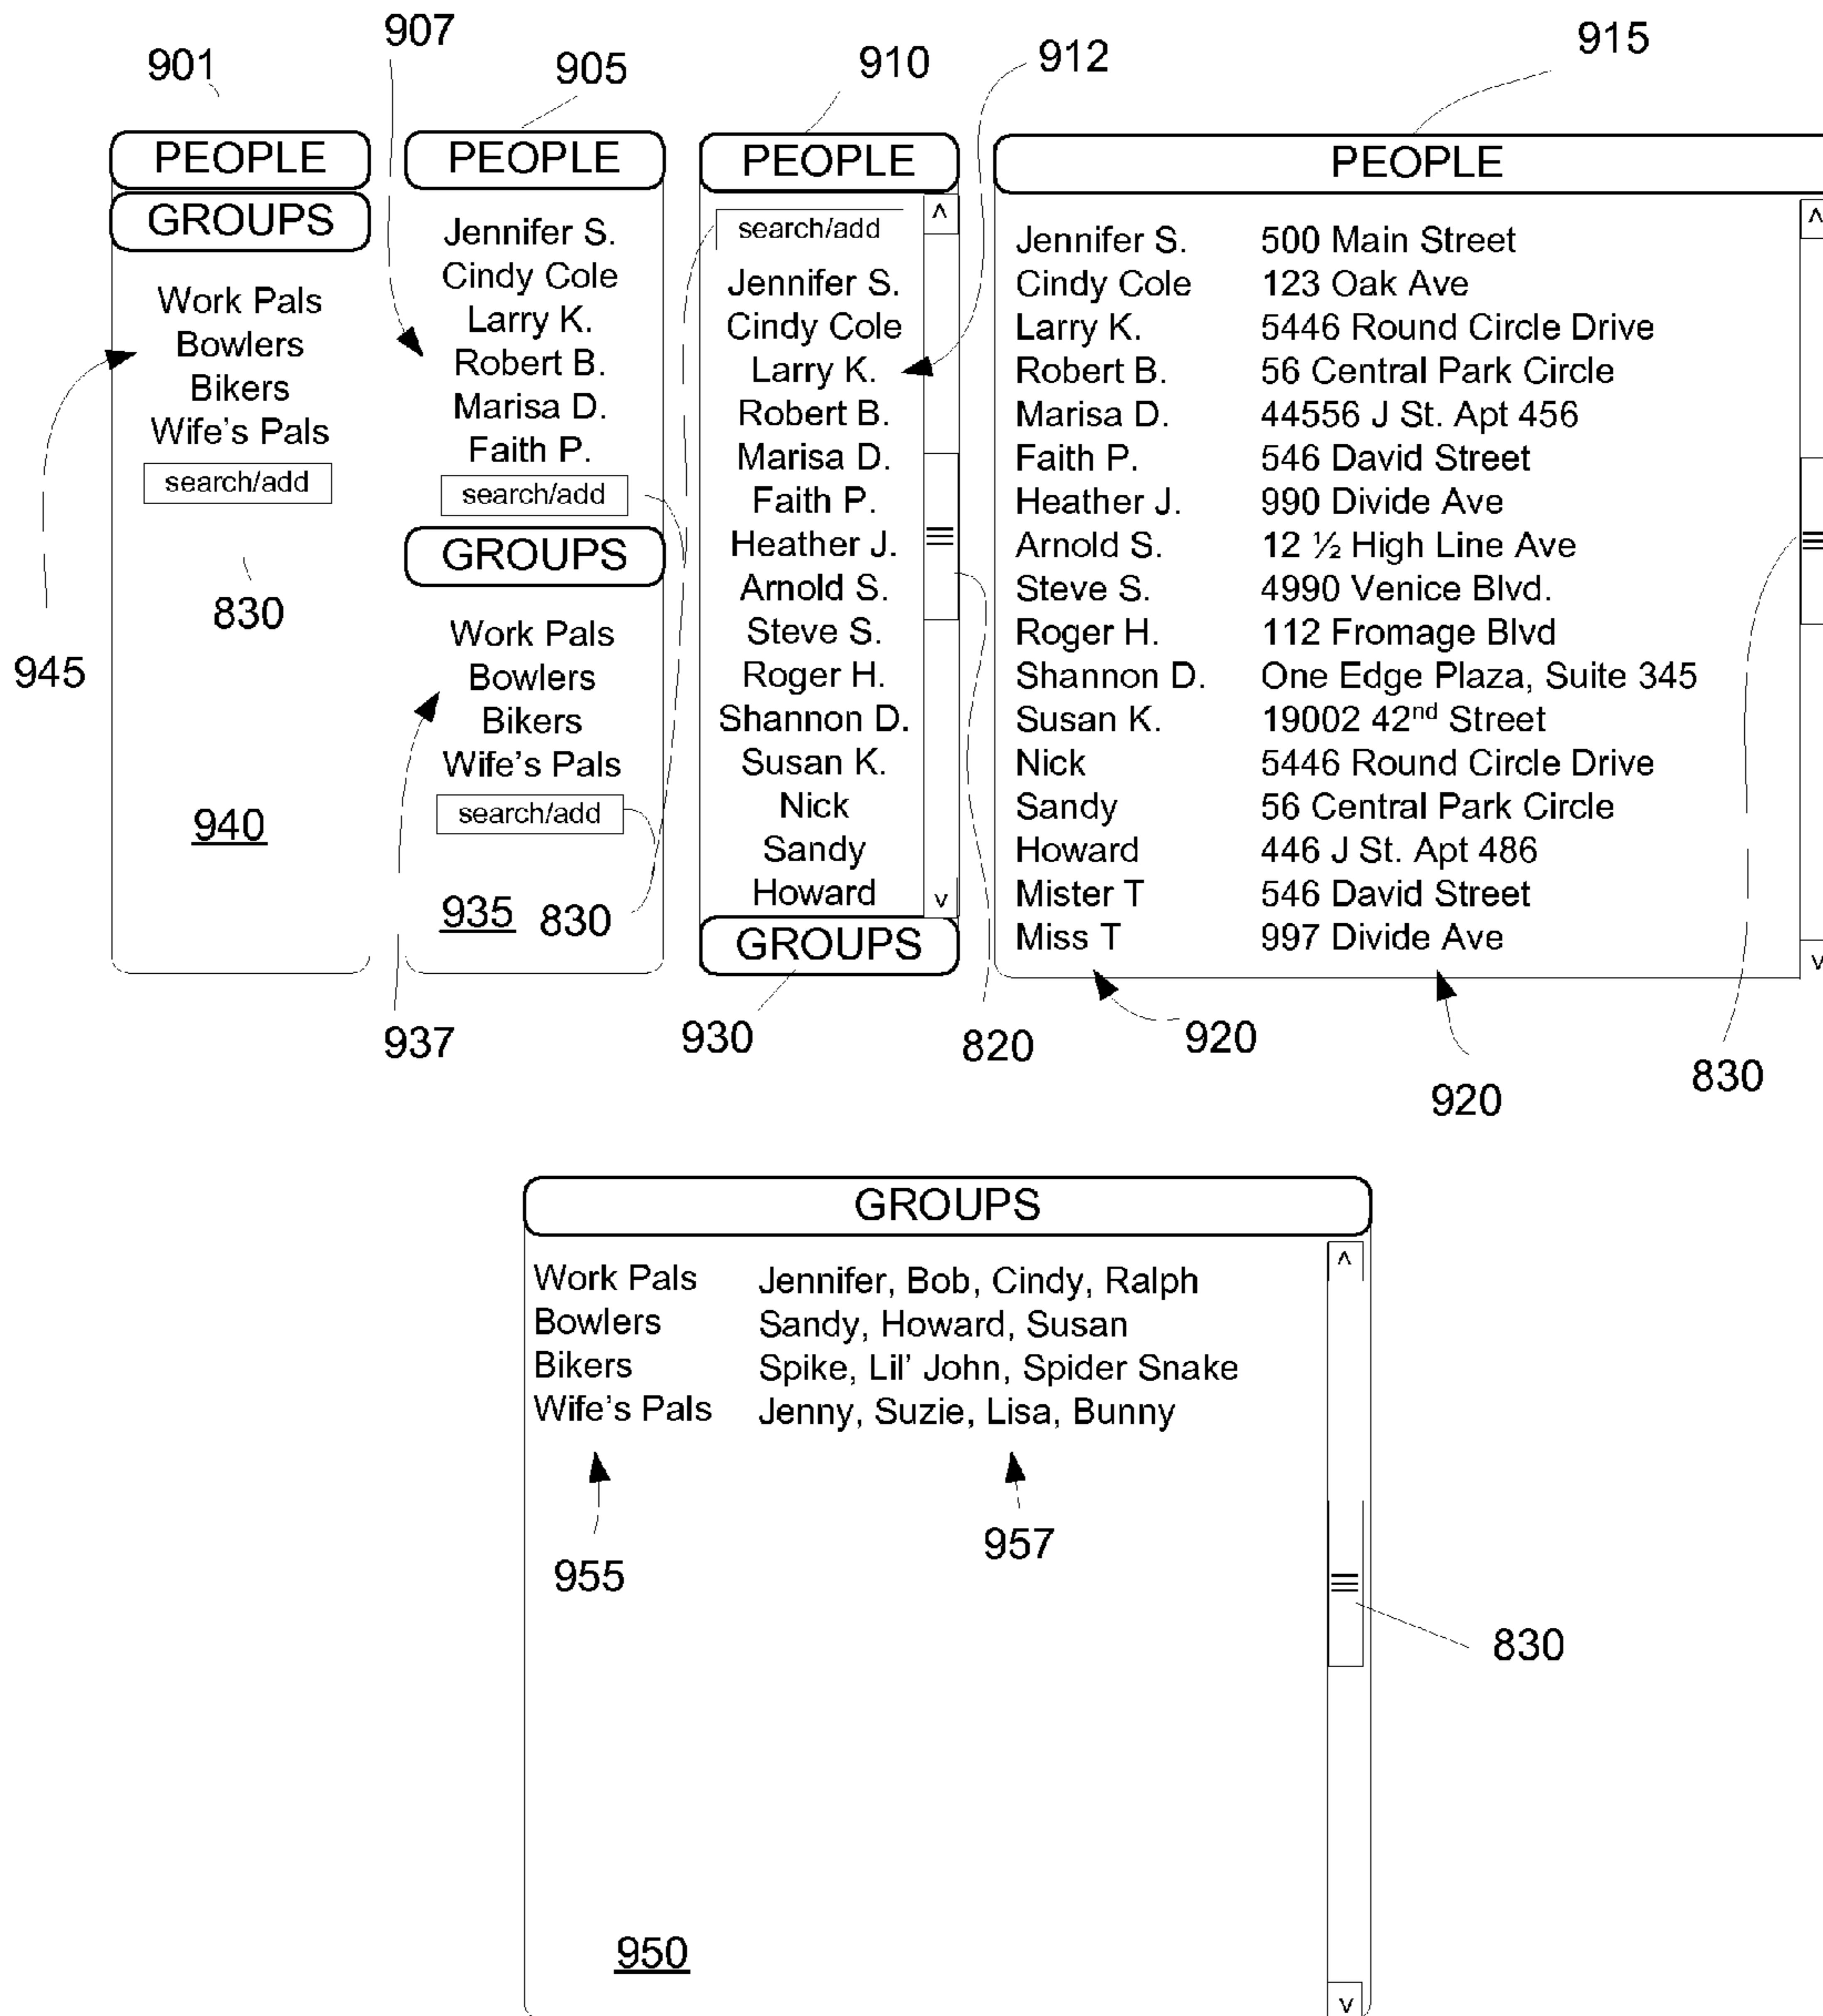 907
915
901
905
910
912
PEOPLE
GROUPS
Work Pals
Bowlers
Bikers
Wife's Pals
search/add
830
945
940
PEOPLE
Jennifer S.
Cindy Cole
Larry K.
Robert B.
Marisa D.
Faith P.
search/add
GROUPS
Work Pals
Bowlers
Bikers
Wife's Pals
search/add
935
830
937
PEOPLE
search/add
Jennifer S.
Cindy Cole
Larry K.
Robert B.
Marisa D.
Faith P.
Heather J.
Arnold S.
Steve S.
Roger H.
Shannon D.
Susan K.
Nick
Sandy
Howard
GROUPS
930
820
PEOPLE
Jennifer S. 500 Main Street
Cindy Cole 123 Oak Ave
Larry K. 5446 Round Circle Drive
Robert B. 56 Central Park Circle
Marisa D. 44556 J St. Apt 456
Faith P. 546 David Street
Heather J. 990 Divide Ave
Arnold S. 12 ½ High Line Ave
Steve S. 4990 Venice Blvd.
Roger H. 112 Fromage Blvd
Shannon D. One Edge Plaza, Suite 345
Susan K. 19002 42nd Street
Nick 5446 Round Circle Drive
Sandy 56 Central Park Circle
Howard 446 J St. Apt 486
Mister T 546 David Street
Miss T 997 Divide Ave
920
920
830
GROUPS
Work Pals Jennifer, Bob, Cindy, Ralph
Bowlers Sandy, Howard, Susan
Bikers Spike, Lil' John, Spider Snake
Wife's Pals Jenny, Suzie, Lisa, Bunny
955
957
830
950